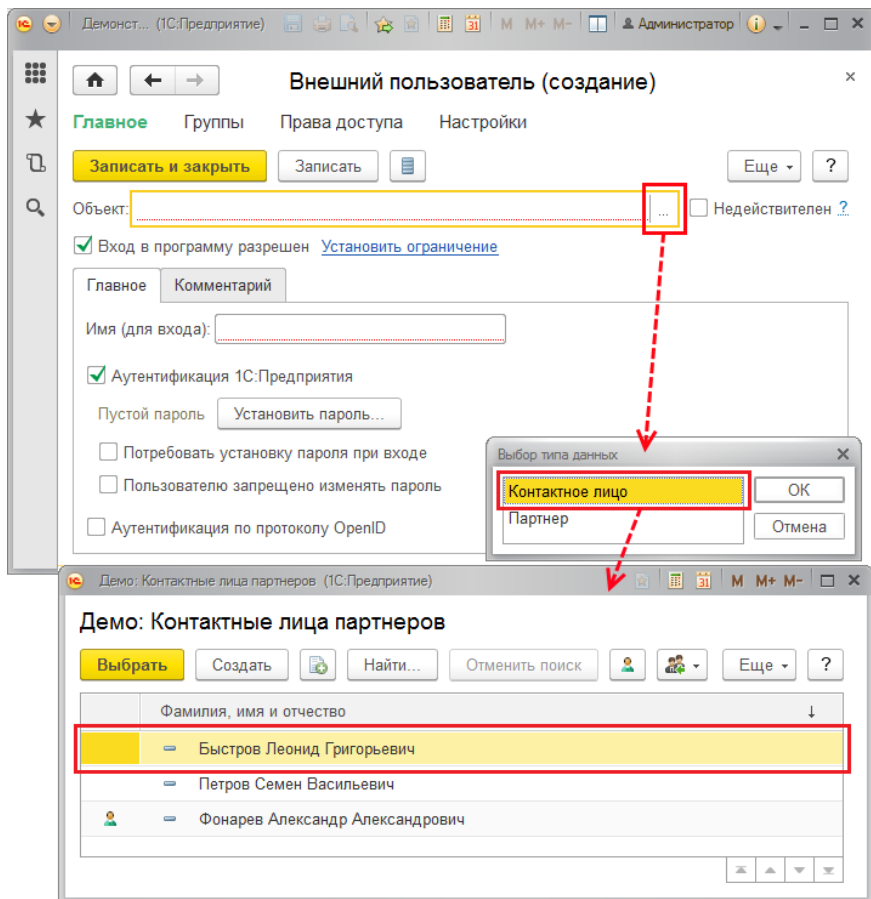 Демонст... (1С:Предприятие) 31 M M+ M- Администратор
Внешний пользователь (создание)
Главное Группы Права доступа Настройки
Записать и закрыть Записать Еще ?
Объект: ... Недействителен ?
Вход в программу разрешен Установить ограничение
Главное Комментарий
Имя (для входа):
Аутентификация 1С:Предприятия
Пустой пароль Установить пароль...
Потребовать установку пароля при входе
Пользователю запрещено изменять пароль
Аутентификация по протоколу OpenID
Выбор типа данных
Контактное лицо ОК
Партнер Отмена
Демо: Контактные лица партнеров (1С:Предприятие) 31 M M+ M-
Демо: Контактные лица партнеров
Выбрать Создать Найти... Отменить поиск Еще ?
Фамилия, имя и отчество ↓
Быстров Леонид Григорьевич
Петров Семен Васильевич
Фонарев Александр Александрович